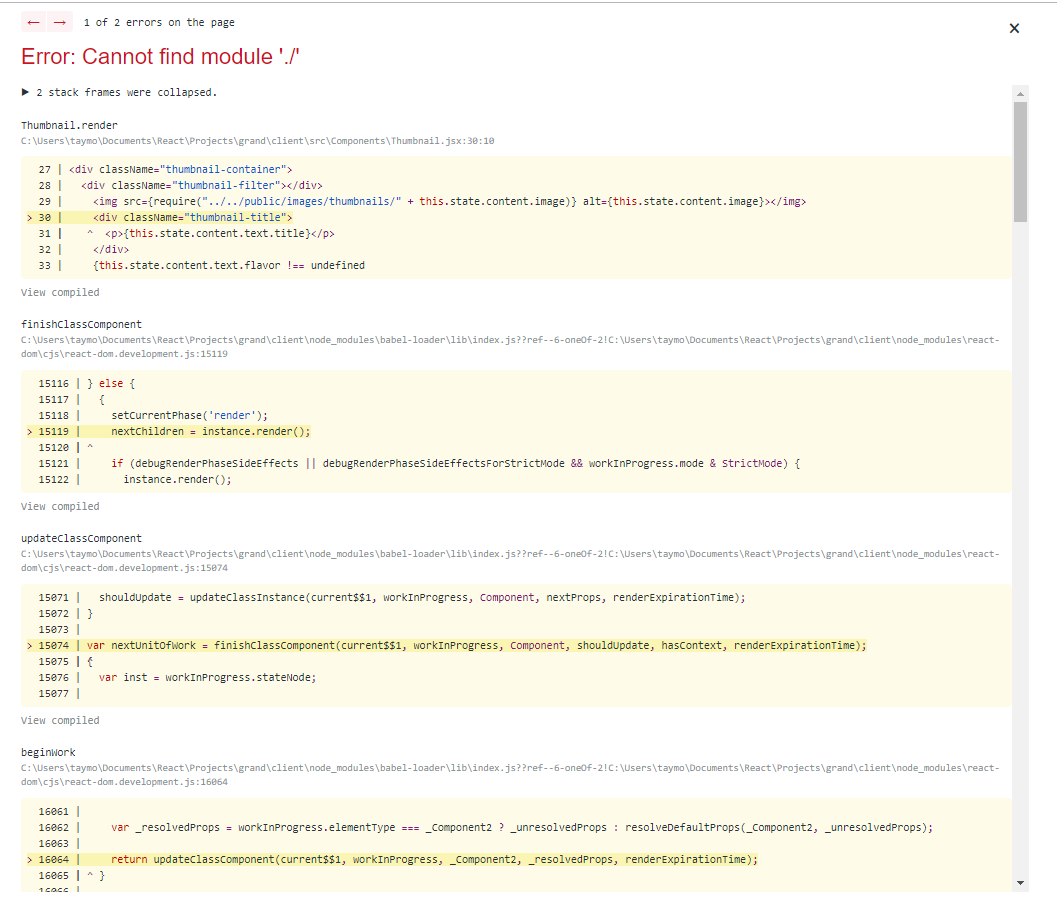 ← → 1 of 2 errors on the page
×
Error: Cannot find module './'
▶ 2 stack frames were collapsed.
Thumbnail.render
C:\Users\taymo\Documents\React\Projects\grand\client\src\Components\Thumbnail.jsx:30:10
27 | <div className="thumbnail-container">
28 |   <div className="thumbnail-filter"></div>
29 |     <img src={require("../../public/images/thumbnails/" + this.state.content.image)} alt={this.state.content.image}></img>
> 30 |     <div className="thumbnail-title">
31 |    ^  <p>{this.state.content.text.title}</p>
32 |     </div>
33 |     {this.state.content.text.flavor !== undefined
View compiled
finishClassComponent
C:\Users\taymo\Documents\React\Projects\grand\client\node_modules\babel-loader\lib\index.js??ref--6-oneOf-2!C:\Users\taymo\Documents\React\Projects\grand\client\node_modules\react-
dom\cjs\react-dom.development.js:15119
15116 | } else {
15117 |   {
15118 |     setCurrentPhase('render');
> 15119 |     nextChildren = instance.render();
15120 | ^
15121 |     if (debugRenderPhaseSideEffects || debugRenderPhaseSideEffectsForStrictMode && workInProgress.mode & StrictMode) {
15122 |       instance.render();
View compiled
updateClassComponent
C:\Users\taymo\Documents\React\Projects\grand\client\node_modules\babel-loader\lib\index.js??ref--6-oneOf-2!C:\Users\taymo\Documents\React\Projects\grand\client\node_modules\react-
dom\cjs\react-dom.development.js:15074
15071 |   shouldUpdate = updateClassInstance(current$$1, workInProgress, Component, nextProps, renderExpirationTime);
15072 | }
15073 |
> 15074 | var nextUnitOfWork = finishClassComponent(current$$1, workInProgress, Component, shouldUpdate, hasContext, renderExpirationTime);
15075 | {
15076 |   var inst = workInProgress.stateNode;
15077 |
View compiled
beginWork
C:\Users\taymo\Documents\React\Projects\grand\client\node_modules\babel-loader\lib\index.js??ref--6-oneOf-2!C:\Users\taymo\Documents\React\Projects\grand\client\node_modules\react-
dom\cjs\react-dom.development.js:16064
16061 |
16062 |     var _resolvedProps = workInProgress.elementType === _Component2 ? _unresolvedProps : resolveDefaultProps(_Component2, _unresolvedProps);
16063 |
> 16064 |     return updateClassComponent(current$$1, workInProgress, _Component2, _resolvedProps, renderExpirationTime);
16065 | ^ }
16066 |